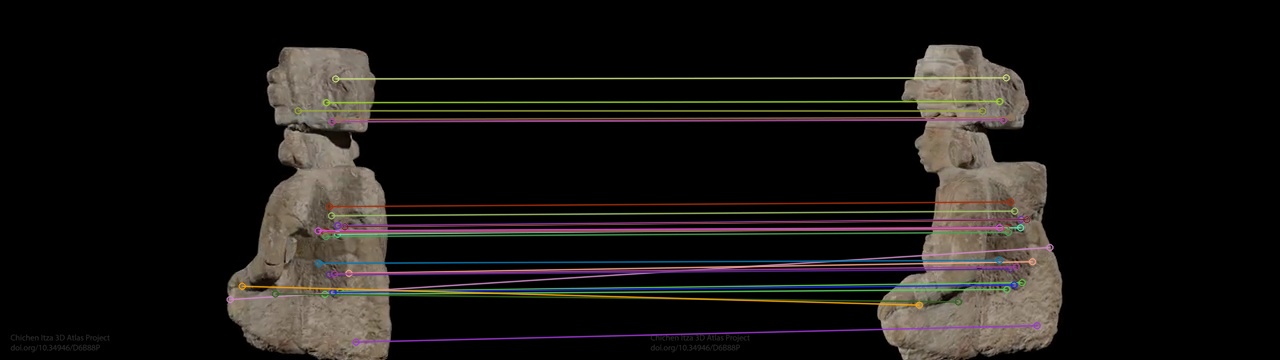 Chichen Itza 3D Atlas Project
doi.org/10.34946/D6B88P
Chichen Itza 3D Atlas Project
doi.org/10.34946/D6B88P